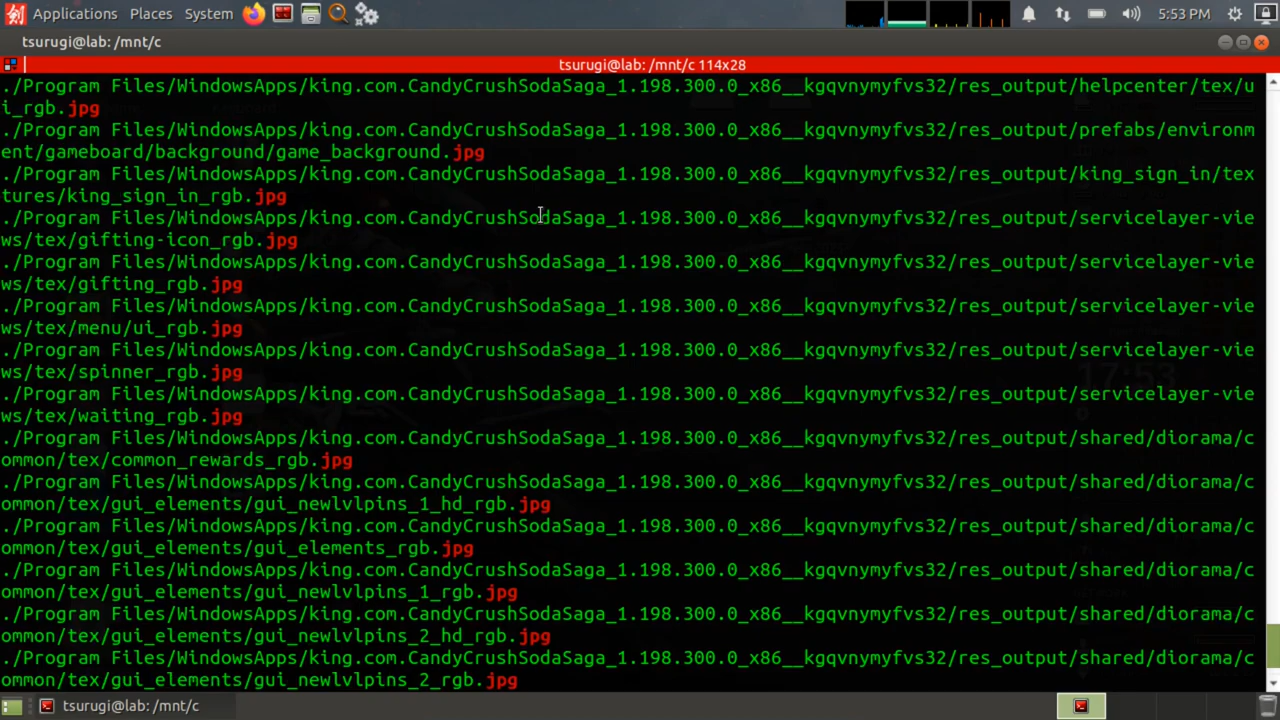 Applications Places System 5:53 PM
tsurugi@lab: /mnt/c
tsurugi@lab: /mnt/c 114x28
./Program Files/WindowsApps/king.com.CandyCrushSodaSaga_1.198.300.0_x86__kgqvnymyfvs32/res_output/helpcenter/tex/u
i_rgb.jpg
./Program Files/WindowsApps/king.com.CandyCrushSodaSaga_1.198.300.0_x86__kgqvnymyfvs32/res_output/prefabs/environm
ent/gameboard/background/game_background.jpg
./Program Files/WindowsApps/king.com.CandyCrushSodaSaga_1.198.300.0_x86__kgqvnymyfvs32/res_output/king_sign_in/tex
tures/king_sign_in_rgb.jpg
./Program Files/WindowsApps/king.com.CandyCrushSodaSaga_1.198.300.0_x86__kgqvnymyfvs32/res_output/servicelayer-vie
ws/tex/gifting-icon_rgb.jpg
./Program Files/WindowsApps/king.com.CandyCrushSodaSaga_1.198.300.0_x86__kgqvnymyfvs32/res_output/servicelayer-vie
ws/tex/gifting_rgb.jpg
./Program Files/WindowsApps/king.com.CandyCrushSodaSaga_1.198.300.0_x86__kgqvnymyfvs32/res_output/servicelayer-vie
ws/tex/menu/ui_rgb.jpg
./Program Files/WindowsApps/king.com.CandyCrushSodaSaga_1.198.300.0_x86__kgqvnymyfvs32/res_output/servicelayer-vie
ws/tex/spinner_rgb.jpg
./Program Files/WindowsApps/king.com.CandyCrushSodaSaga_1.198.300.0_x86__kgqvnymyfvs32/res_output/servicelayer-vie
ws/tex/waiting_rgb.jpg
./Program Files/WindowsApps/king.com.CandyCrushSodaSaga_1.198.300.0_x86__kgqvnymyfvs32/res_output/shared/diorama/c
ommon/tex/common_rewards_rgb.jpg
./Program Files/WindowsApps/king.com.CandyCrushSodaSaga_1.198.300.0_x86__kgqvnymyfvs32/res_output/shared/diorama/c
ommon/tex/gui_elements/gui_newlvlpins_1_hd_rgb.jpg
./Program Files/WindowsApps/king.com.CandyCrushSodaSaga_1.198.300.0_x86__kgqvnymyfvs32/res_output/shared/diorama/c
ommon/tex/gui_elements/gui_elements_rgb.jpg
./Program Files/WindowsApps/king.com.CandyCrushSodaSaga_1.198.300.0_x86__kgqvnymyfvs32/res_output/shared/diorama/c
ommon/tex/gui_elements/gui_newlvlpins_1_rgb.jpg
./Program Files/WindowsApps/king.com.CandyCrushSodaSaga_1.198.300.0_x86__kgqvnymyfvs32/res_output/shared/diorama/c
ommon/tex/gui_elements/gui_newlvlpins_2_hd_rgb.jpg
./Program Files/WindowsApps/king.com.CandyCrushSodaSaga_1.198.300.0_x86__kgqvnymyfvs32/res_output/shared/diorama/c
ommon/tex/gui_elements/gui_newlvlpins_2_rgb.jpg
17:53
tsurugi@lab: /mnt/c